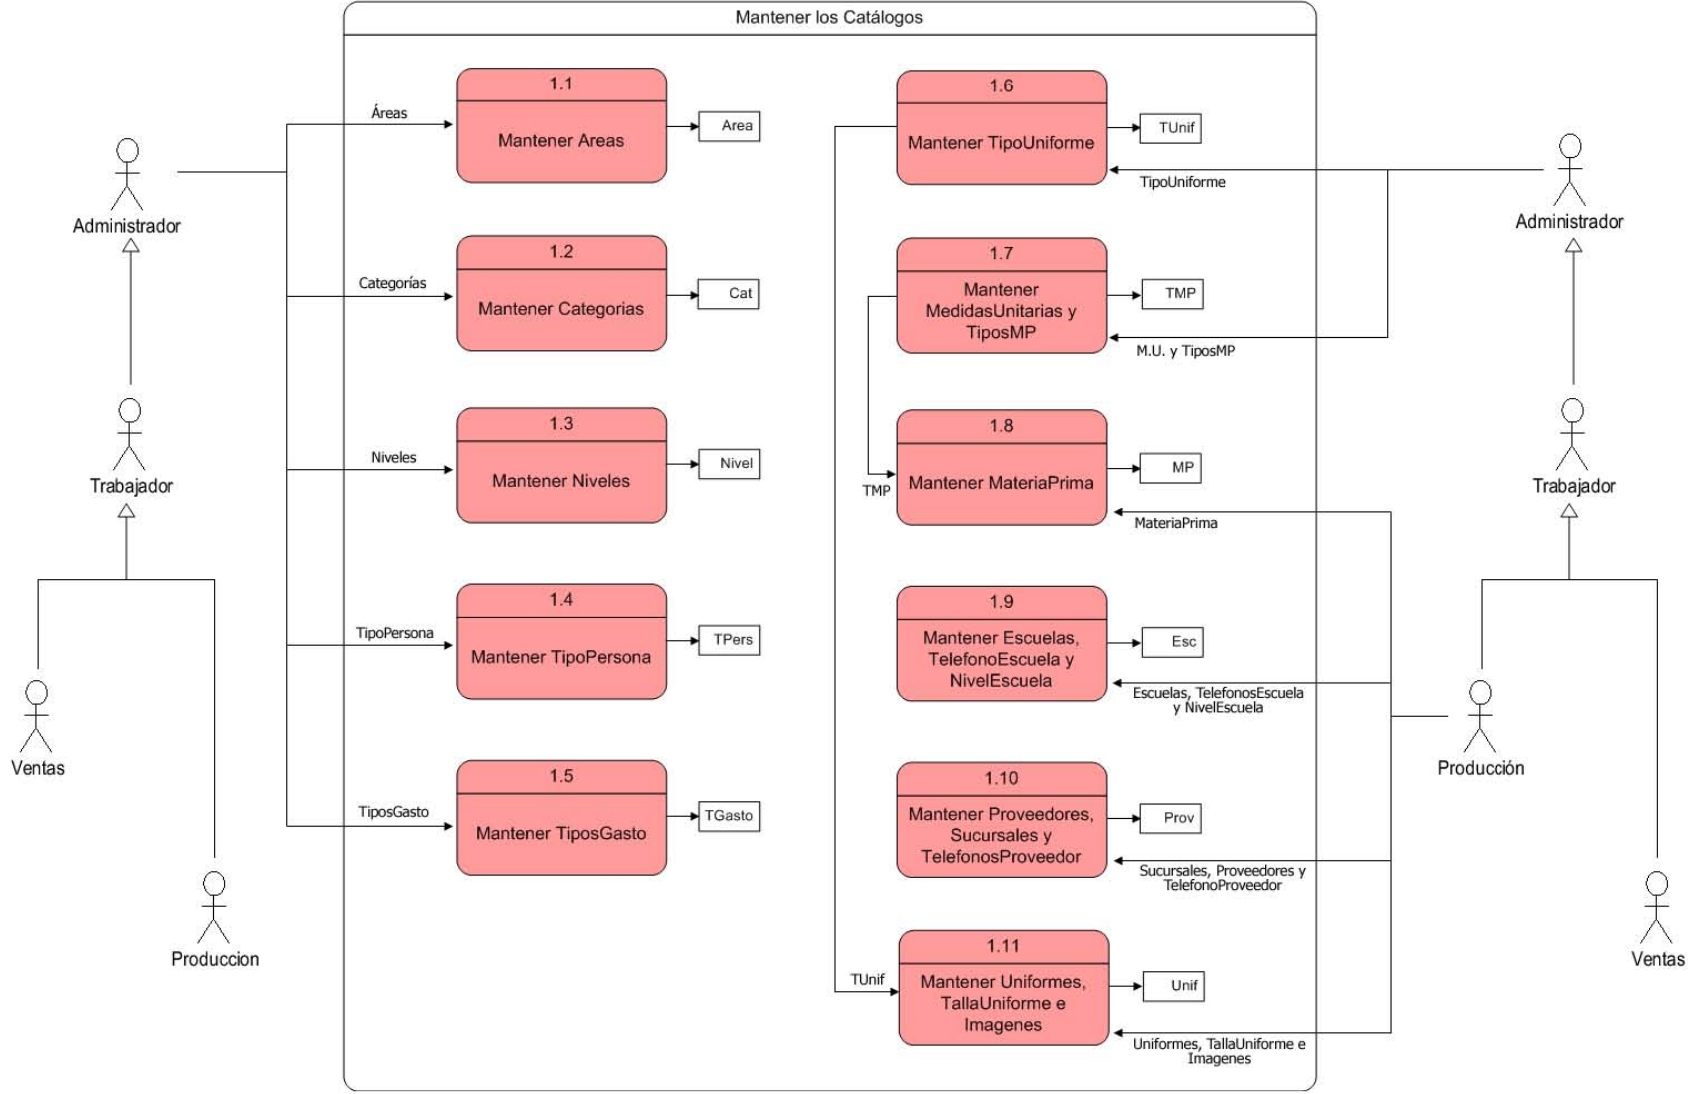 Mantener los Catálogos
Administrador
Trabajador
Ventas
Produccion
Áreas
1.1
Mantener Areas
Area
Categorías
1.2
Mantener Categorias
Cat
Niveles
1.3
Mantener Niveles
Nivel
TipoPersona
1.4
Mantener TipoPersona
TPers
TiposGasto
1.5
Mantener TiposGasto
TGasto
1.6
Mantener TipoUniforme
TUnif
TipoUniforme
1.7
Mantener
MedidasUnitarias y
TiposMP
TMP
M.U. y TiposMP
TMP
1.8
Mantener MateriaPrima
MP
MateriaPrima
1.9
Mantener Escuelas,
TelefonoEscuela y
NivelEscuela
Esc
Escuelas, TelefonosEscuela
y NivelEscuela
1.10
Mantener Proveedores,
Sucursales y
TelefonosProveedor
Prov
Sucursales, Proveedores y
TelefonoProveedor
TUnif
1.11
Mantener Uniformes,
TallaUniforme e
Imagenes
Unif
Uniformes, TallaUniforme e
Imagenes
Administrador
Trabajador
Producción
Ventas